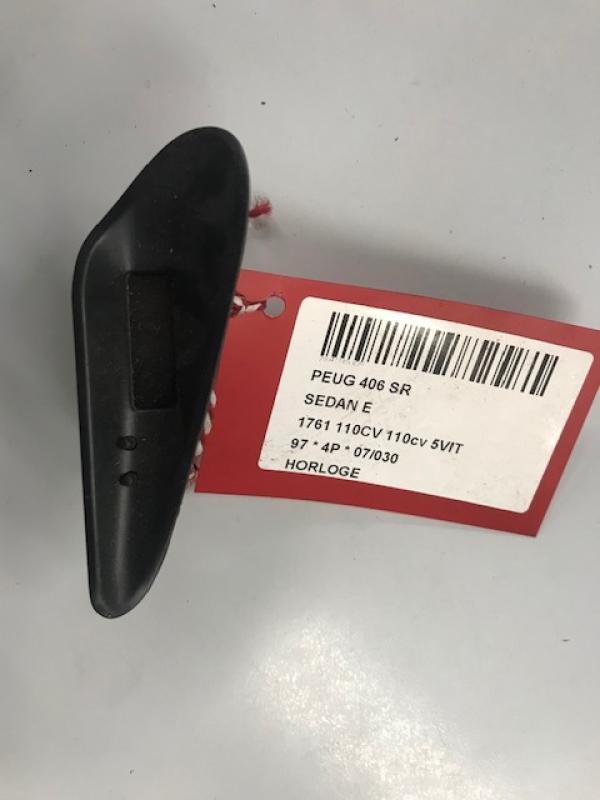 PEUG 406 SR
SEDAN E
1761 110CV 110cv 5VIT
97 * 4P * 07/030
HORLOGE